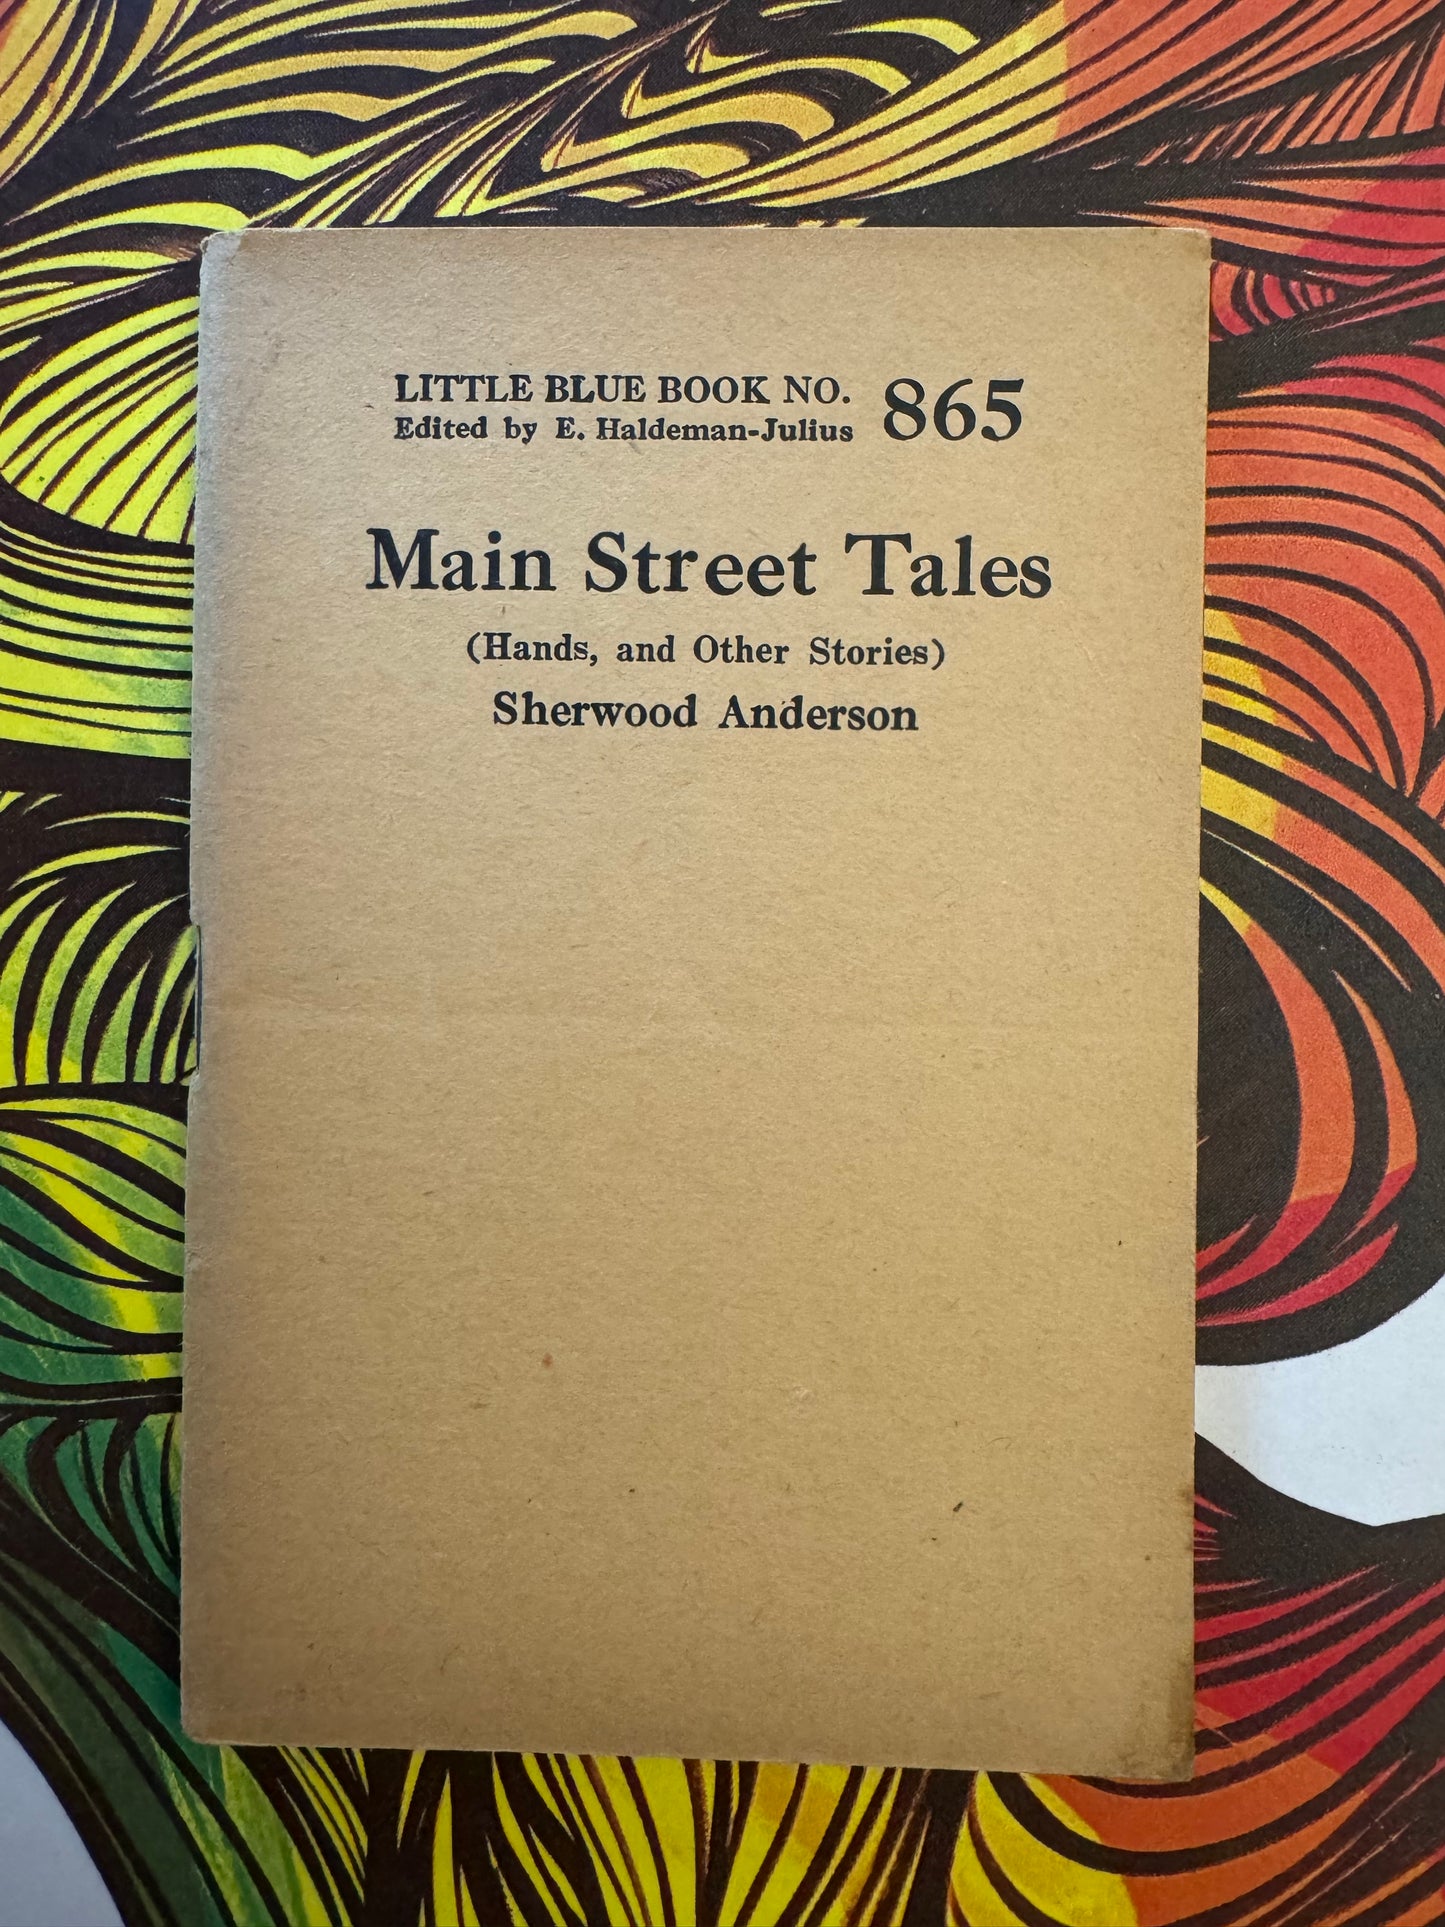 LITTLE BLUE BOOK NO. 865
Edited by E. Haldeman-Julius
Main Street Tales
(Hands, and Other Stories)
Sherwood Anderson